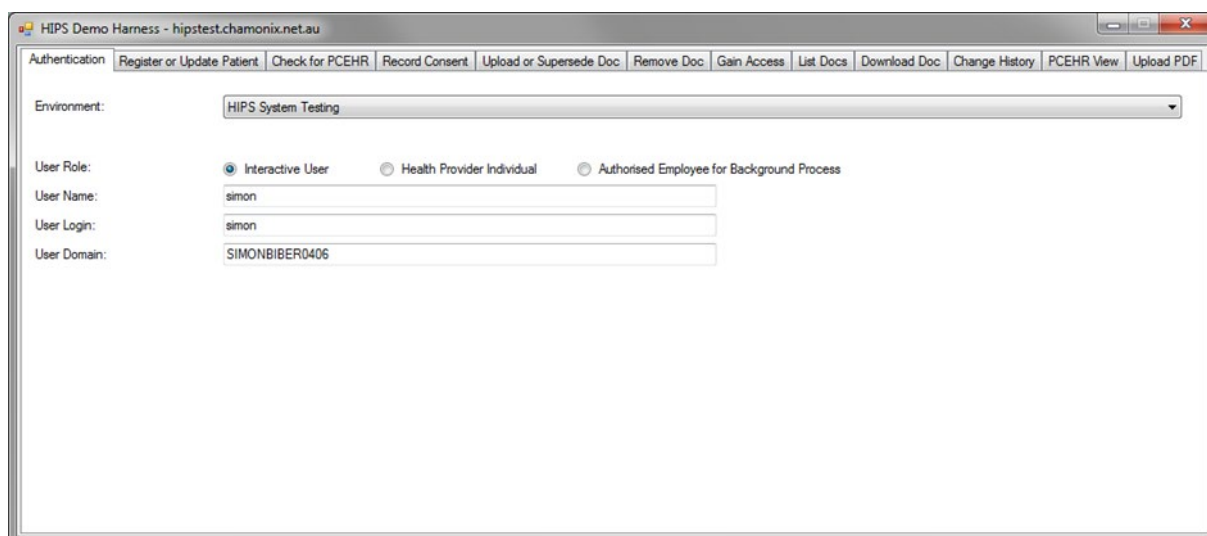 HIPS Demo Harness - hipstest.chamonix.net.au
Authentication Register or Update Patient Check for PCEHR Record Consent Upload or Supersede Doc Remove Doc Gain Access List Docs Download Doc Change History PCEHR View Upload PDF
Environment: HIPS System Testing
User Role: Interactive User Health Provider Individual Authorised Employee for Background Process
User Name: simon
User Login: simon
User Domain: SIMONBIBER0406